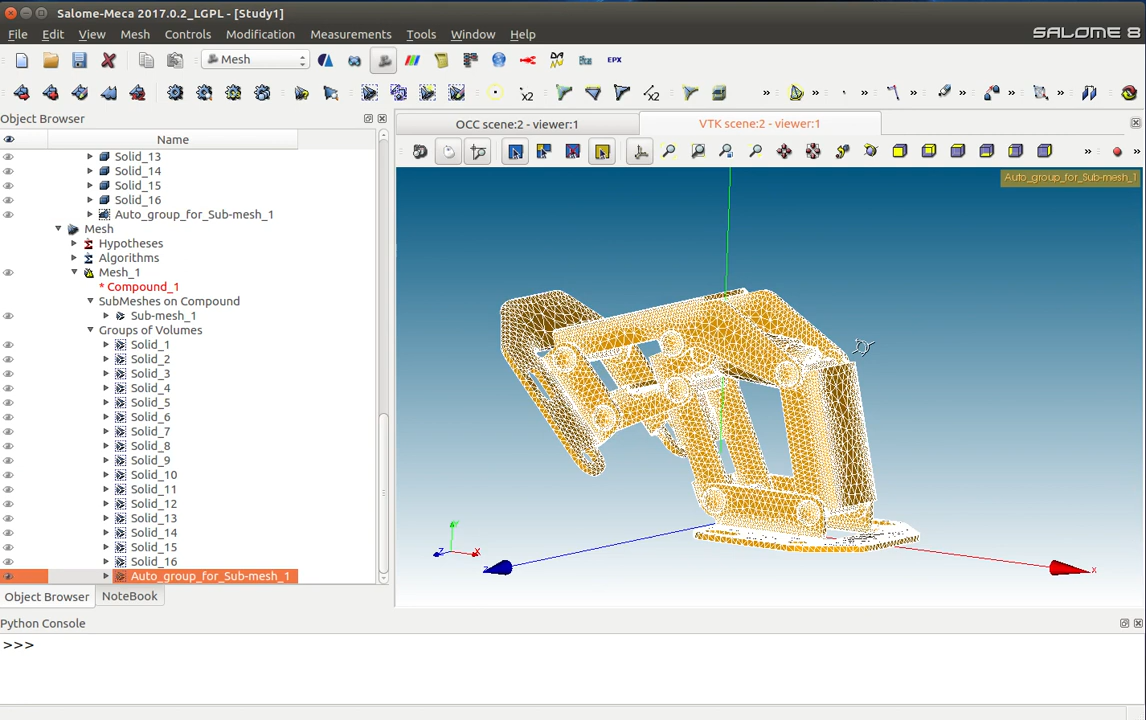 Salome-Meca 2017.0.2_LGPL - [Study1]
File Edit View Mesh Controls Modification Measurements Tools Window Help
SALOME 8
Mesh
EPX
x2
x2
Object Browser
OCC scene:2 - viewer:1
VTK scene:2 - viewer:1
Name
Auto_group_for_Sub-mesh_1
Solid_13
Solid_14
Solid_15
Solid_16
Auto_group_for_Sub-mesh_1
Mesh
Hypotheses
Algorithms
Mesh_1
* Compound_1
SubMeshes on Compound
Sub-mesh_1
Groups of Volumes
Solid_1
Solid_2
Solid_3
Solid_4
Solid_5
Solid_6
Solid_7
Solid_8
Solid_9
Solid_10
Solid_11
Solid_12
Solid_13
Solid_14
Solid_15
Solid_16
Auto_group_for_Sub-mesh_1
Y
Z
X
Z
X
Object Browser
NoteBook
Python Console
>>>